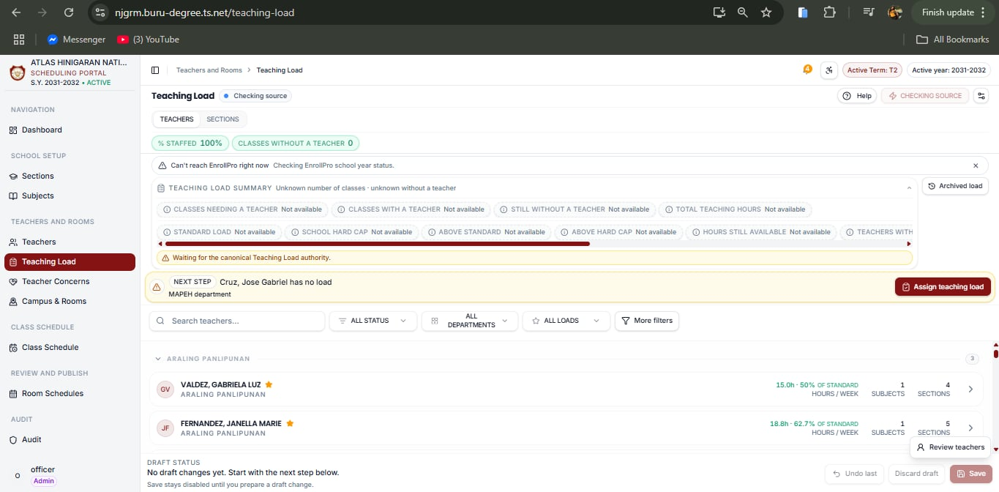 njgrm.buru-degree.ts.net/teaching-load
Finish update
Messenger
(3) YouTube
All Bookmarks
ATLAS HINIGARAN NATI...
SCHEDULING PORTAL
S.Y. 2031-2032 • ACTIVE
NAVIGATION
Dashboard
SCHOOL SETUP
Sections
Subjects
TEACHERS AND ROOMS
Teachers
Teaching Load
Teacher Concerns
Campus & Rooms
CLASS SCHEDULE
Class Schedule
REVIEW AND PUBLISH
Room Schedules
AUDIT
Audit
O
officer
Admin
Teachers and Rooms > Teaching Load
4
Active Term: T2
Active year: 2031-2032
Teaching Load
Checking source
Help
CHECKING SOURCE
TEACHERS
SECTIONS
% STAFFED 100%
CLASSES WITHOUT A TEACHER 0
Can't reach EnrollPro right now Checking EnrollPro school year status.
TEACHING LOAD SUMMARY Unknown number of classes · unknown without a teacher
Archived load
CLASSES NEEDING A TEACHER Not available
CLASSES WITH A TEACHER Not available
STILL WITHOUT A TEACHER Not available
TOTAL TEACHING HOURS Not available
STANDARD LOAD Not available
SCHOOL HARD CAP Not available
ABOVE STANDARD Not available
ABOVE HARD CAP Not available
HOURS STILL AVAILABLE Not available
TEACHERS WITH
Waiting for the canonical Teaching Load authority.
NEXT STEP Cruz, Jose Gabriel has no load
MAPEH department
Assign teaching load
Search teachers...
ALL STATUS
ALL
DEPARTMENTS
ALL LOADS
More filters
ARALING PANLIPUNAN
3
GV
VALDEZ, GABRIELA LUZ
ARALING PANLIPUNAN
15.0h · 50% OF STANDARD
HOURS / WEEK
1
SUBJECTS
4
SECTIONS
JF
FERNANDEZ, JANELLA MARIE
ARALING PANLIPUNAN
18.8h · 62.7% OF STANDARD
HOURS / WEEK
1
SUBJECTS
5
SECTIONS
Review teachers
DRAFT STATUS
No draft changes yet. Start with the next step below.
Save stays disabled until you prepare a draft change.
Undo last
Discard draft
Save